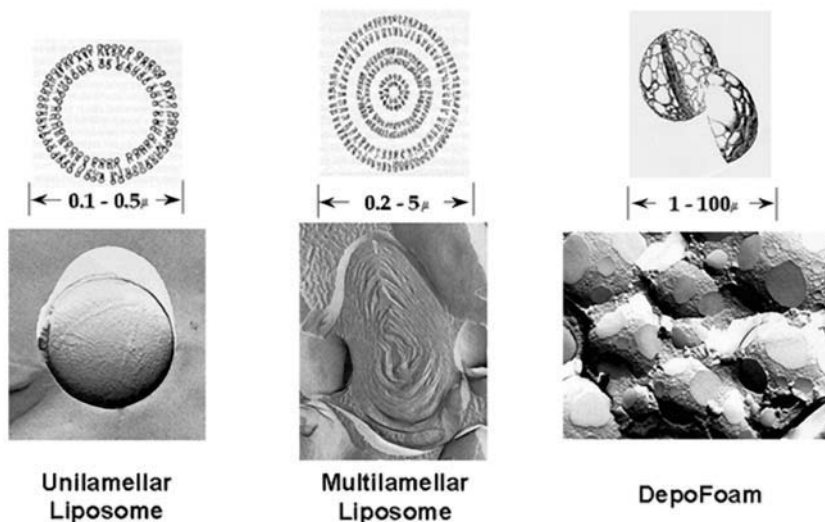 0.1 - 0.5μ
0.2 - 5μ
1 - 100μ
Unilamellar
Liposome
Multilamellar
Liposome
DepoFoam